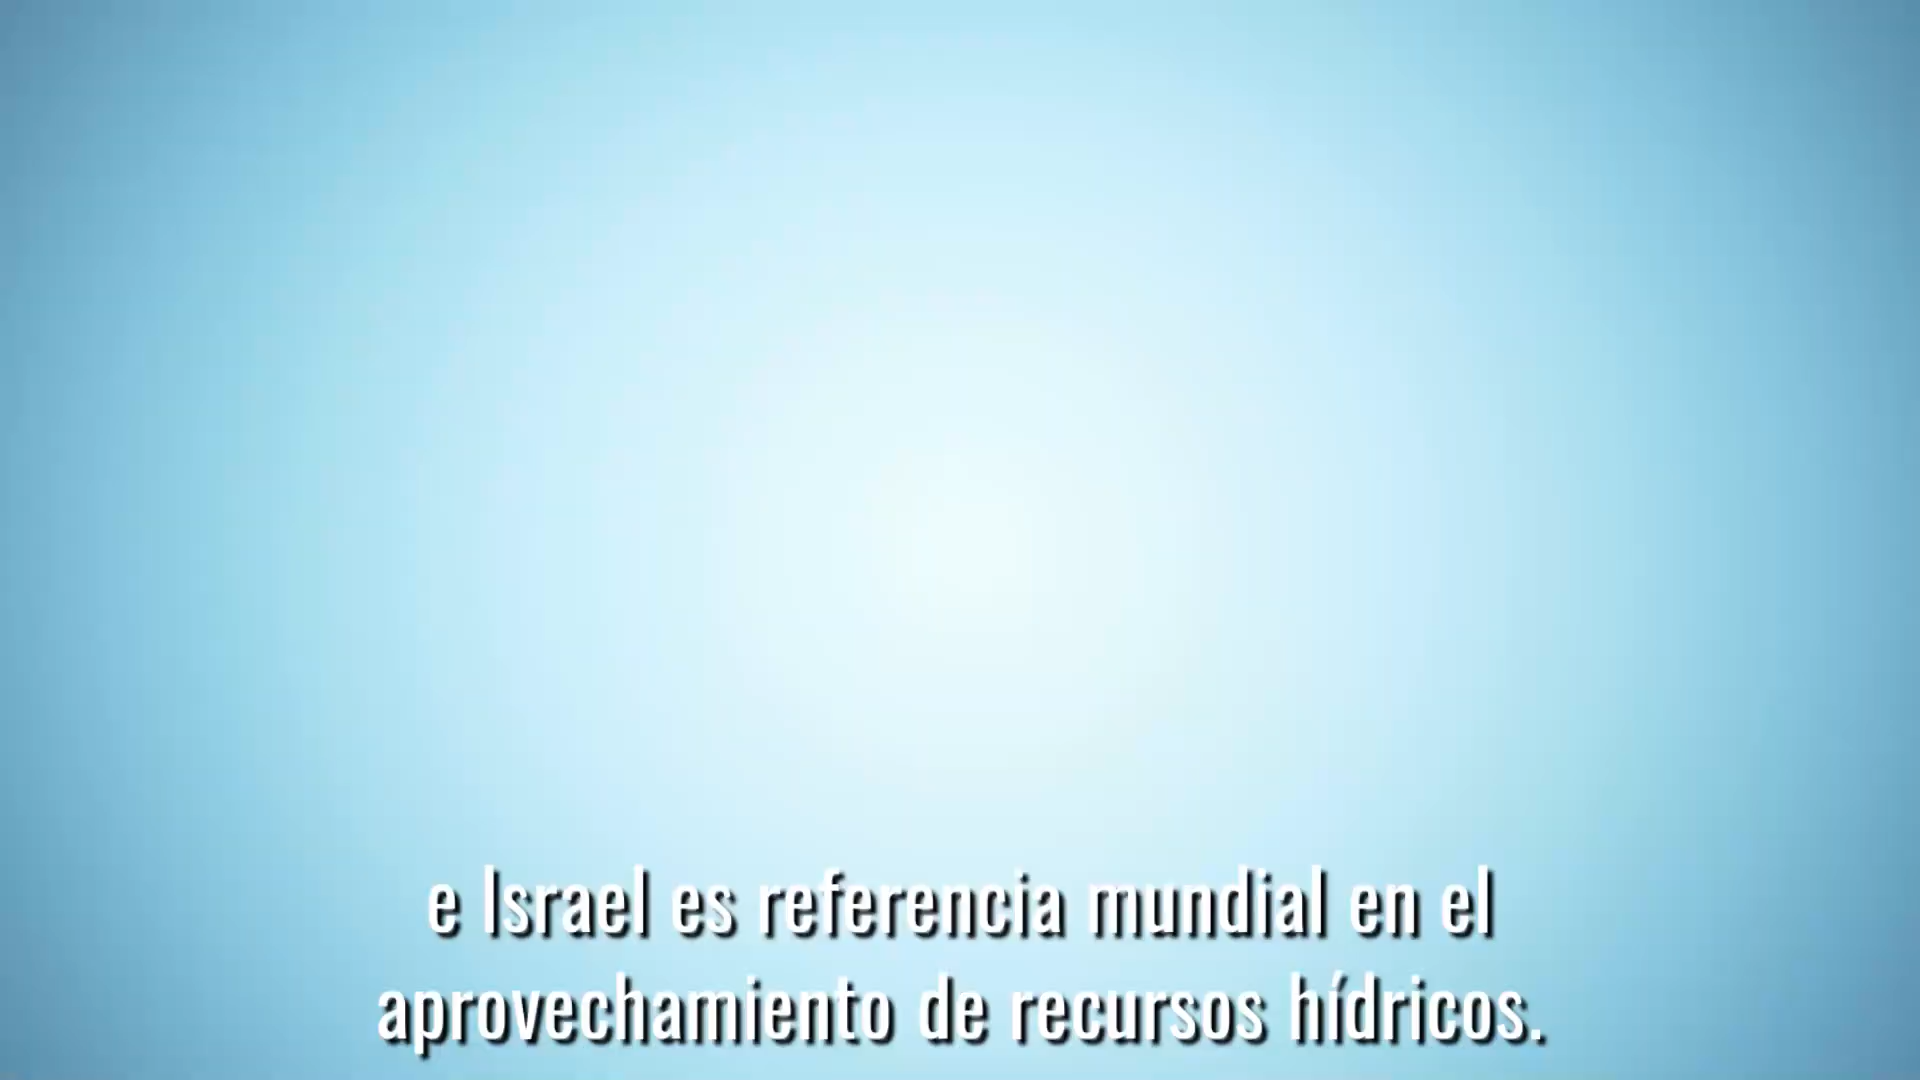 e Israel es referencia mundial en el
aprovechamiento de recursos hídricos.